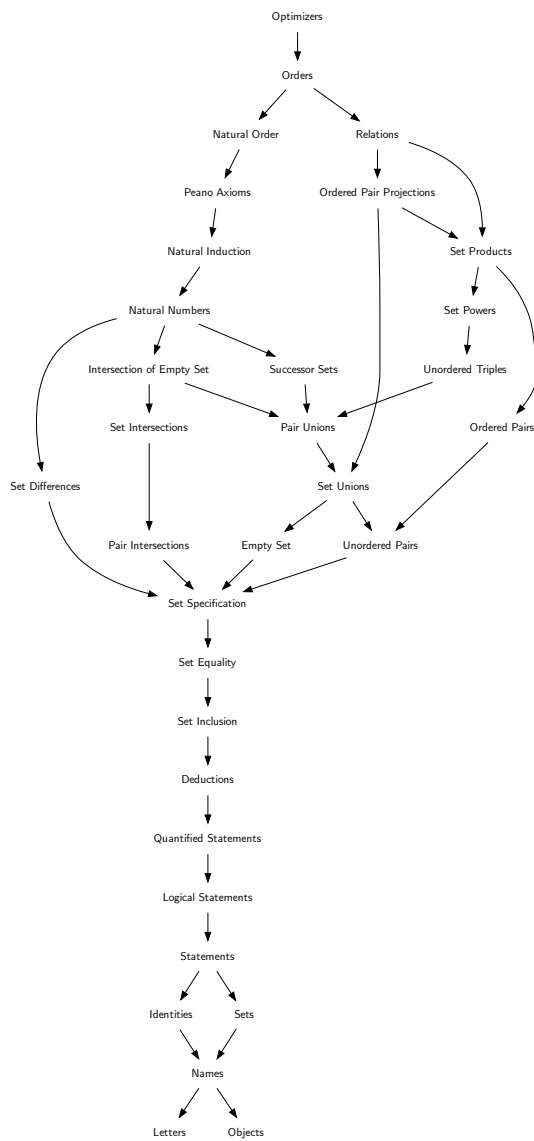 Optimizers
Orders
Natural Order
Relations
Peano Axioms
Ordered Pair Projections
Natural Induction
Set Products
Natural Numbers
Set Powers
Intersection of Empty Set
Successor Sets
Unordered Triples
Set Intersections
Pair Unions
Ordered Pairs
Set Differences
Set Unions
Pair Intersections
Empty Set
Unordered Pairs
Set Specification
Set Equality
Set Inclusion
Deductions
Quantified Statements
Logical Statements
Statements
Identities
Sets
Names
Letters
Objects